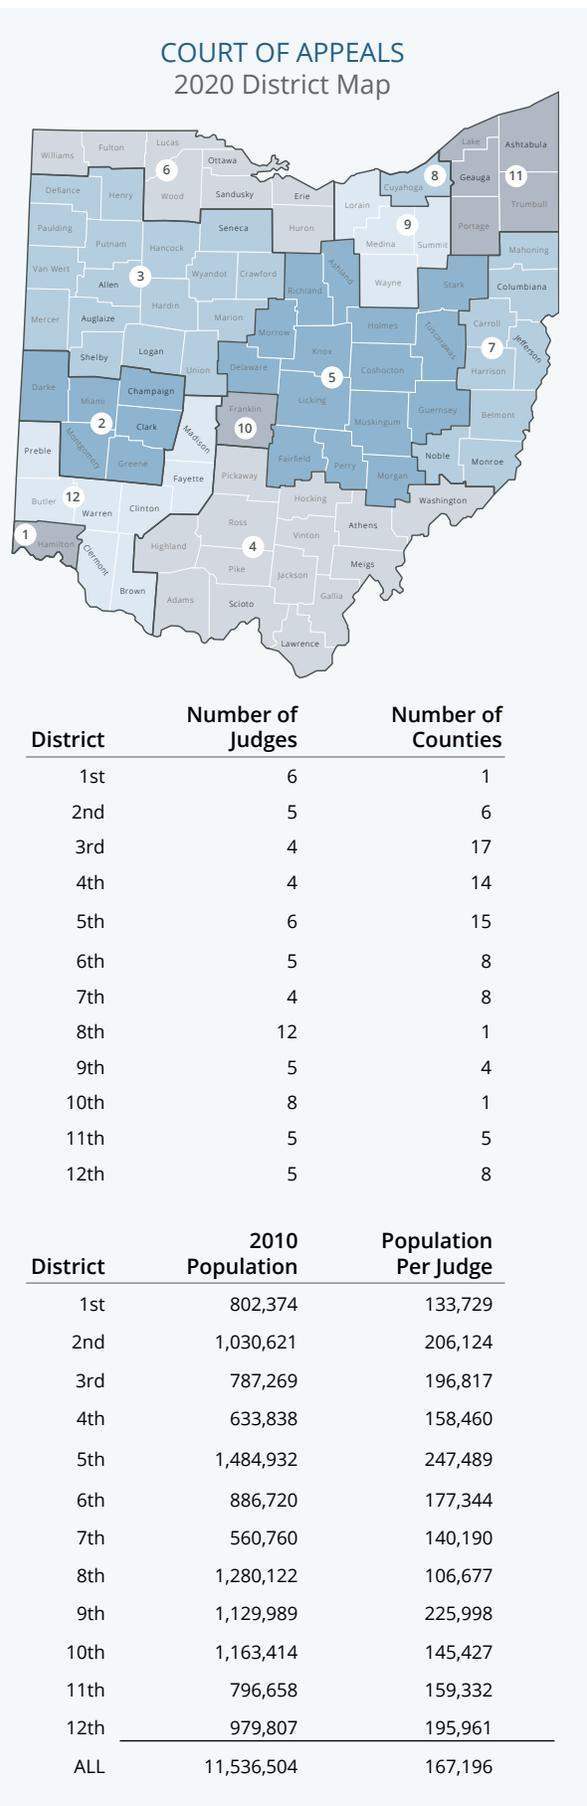 COURT OF APPEALS
2020 District Map
Williams
Fulton
Lucas
Ottawa
6
Wood
Sandusky
Erie
Huron
Lorain
Cuyahoga
8
Lake
Geauga
Ashtabula
11
Trumbull
Portage
9
Medina
Summit
Wayne
Defiance
Henry
Paulding
Putnam
Hancock
Seneca
Van Wert
Allen
3
Wyandot
Crawford
Hardin
Mercer
Auglaize
Marion
Shelby
Logan
Union
Richland
Ashland
Stark
Mahoning
Columbiana
Morrow
Holmes
Tuscarawas
Carroll
Jefferson
7
Harrison
Knox
Coshocton
5
Delaware
Licking
Muskingum
Guernsey
Belmont
Darke
Miami
Champaign
Clark
2
Montgomery
Greene
Franklin
10
Madison
Fairfield
Perry
Morgan
Noble
Monroe
Preble
Fayette
Pickaway
Butler
12
Warren
Clinton
Hocking
Washington
1
Hamilton
Clermont
Brown
Highland
Ross
Vinton
Athens
4
Pike
Jackson
Meigs
Gallia
Adams
Scioto
Lawrence
District Number of Judges Number of Counties
1st 6 1
2nd 5 6
3rd 4 17
4th 4 14
5th 6 15
6th 5 8
7th 4 8
8th 12 1
9th 5 4
10th 8 1
11th 5 5
12th 5 8
District 2010 Population Population Per Judge
1st 802,374 133,729
2nd 1,030,621 206,124
3rd 787,269 196,817
4th 633,838 158,460
5th 1,484,932 247,489
6th 886,720 177,344
7th 560,760 140,190
8th 1,280,122 106,677
9th 1,129,989 225,998
10th 1,163,414 145,427
11th 796,658 159,332
12th 979,807 195,961
ALL 11,536,504 167,196